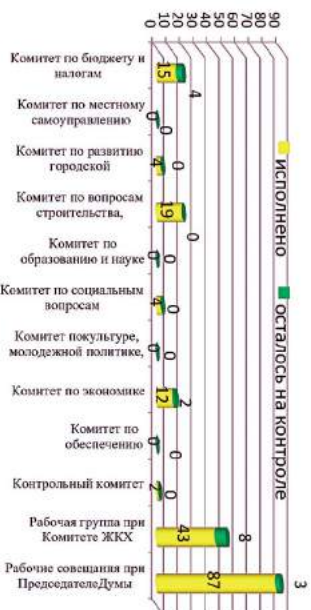 0 10 20 30 40 50 60 70 80 90
исполнено
осталось на контроле
Комитет по бюджету и
налогам
15
4
Комитет по местному
самоуправлению
0
0
Комитет по развитию
городской
4
0
Комитет по вопросам
строительства,
19
0
Комитет по
образованию и науке
0
0
Комитет по социальным
вопросам
4
0
Комитет покультуре,
молодежной политике,
0
0
Комитет по экономике
12
2
Комитет по
обеспечению
0
0
Контрольный комитет
2
0
Рабочая группа при
Комитете ЖКХ
43
8
Рабочие совещания при
ПредседателеДумы
87
3